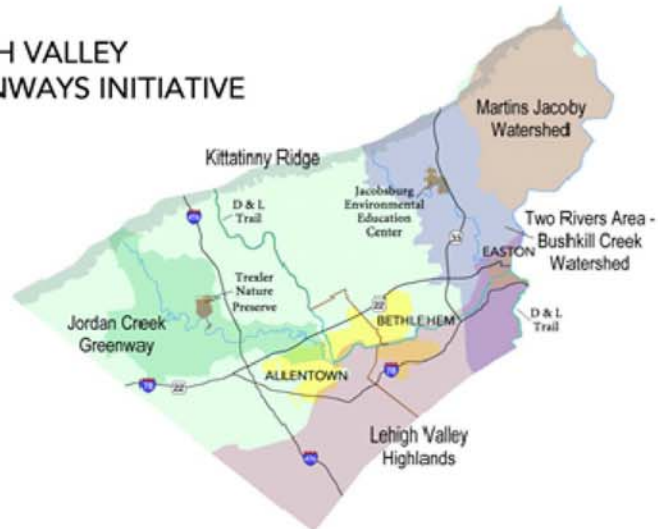 H VALLEY
NWAYS INITIATIVE
Martins Jacoby
Watershed
Kittatinny Ridge
D & L
Trail
Jacobsburg
Environmental
Education
Center
Two Rivers Area -
Bushkill Creek
Watershed
33
EASTON
Trexler
Nature
Preserve
22
BETHLEHEM
D & L
Trail
Jordan Creek
Greenway
78
22
ALLENTOWN
78
Lehigh Valley
Highlands